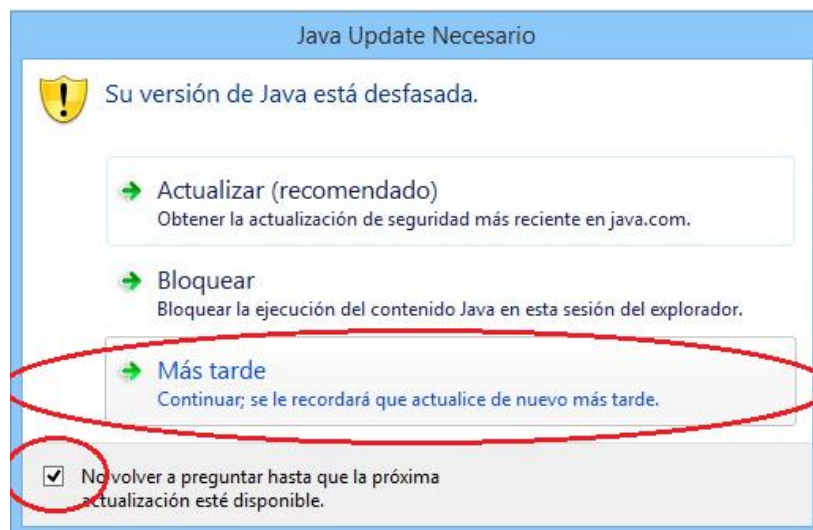 Java Update Necesario
Su versión de Java está desfasada.
Actualizar (recomendado)
Obtener la actualización de seguridad más reciente en java.com.
Bloquear
Bloquear la ejecución del contenido Java en esta sesión del explorador.
Más tarde
Continuar; se le recordará que actualice de nuevo más tarde.
No volver a preguntar hasta que la próxima
actualización esté disponible.